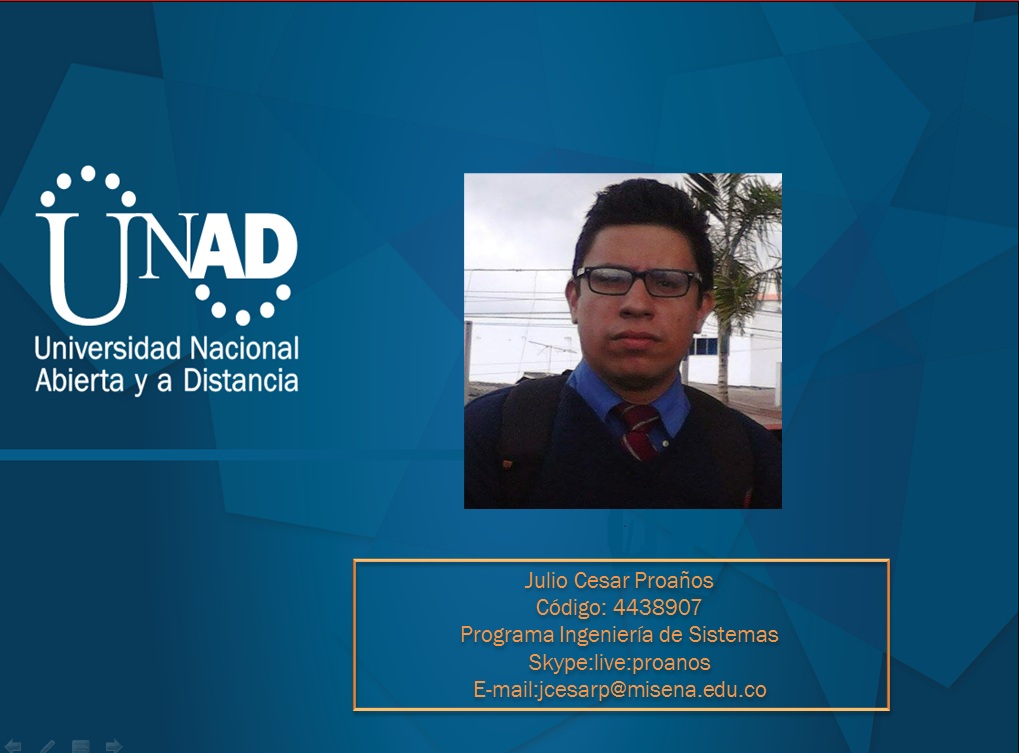 UNAD
Universidad Nacional
Abierta y a Distancia
Julio Cesar Proaños
Código: 4438907
Programa Ingeniería de Sistemas
Skype:live:proanos
E-mail:jcesarp@misena.edu.co